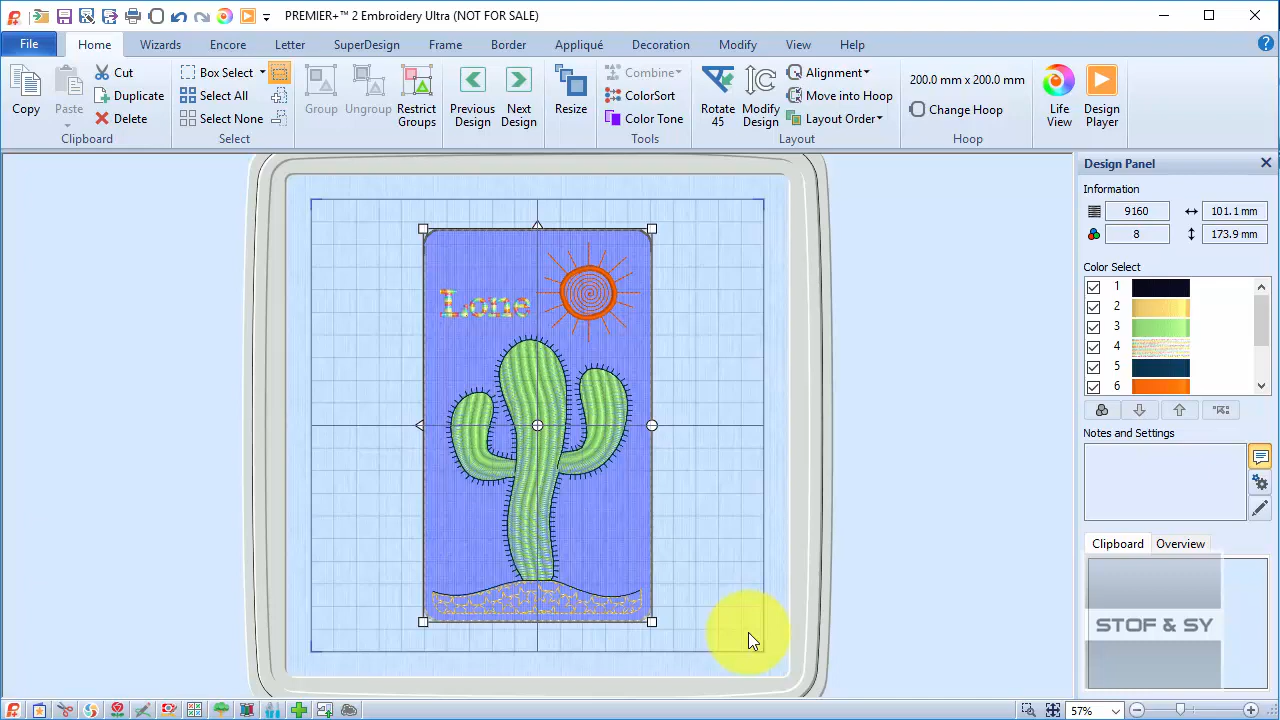 PREMIER+™ 2 Embroidery Ultra (NOT FOR SALE)
File Home Wizards Encore Letter SuperDesign Frame Border Appliqué Decoration Modify View Help
Copy
Paste
Cut
Duplicate
Delete
Clipboard
Box Select
Select All
Select None
Select
Group
Ungroup
Restrict
Groups
Previous
Design
Next
Design
Resize
Combine
ColorSort
Color Tone
Tools
Rotate
45
Modify
Design
Alignment
Move into Hoop
Layout Order
Layout
200.0 mm x 200.0 mm
Change Hoop
Hoop
Life
View
Design
Player
Lone
Design Panel
Information
9160
101.1 mm
8
173.9 mm
Color Select
1
2
3
4
5
6
Notes and Settings
Clipboard Overview
STOF & SY
57%